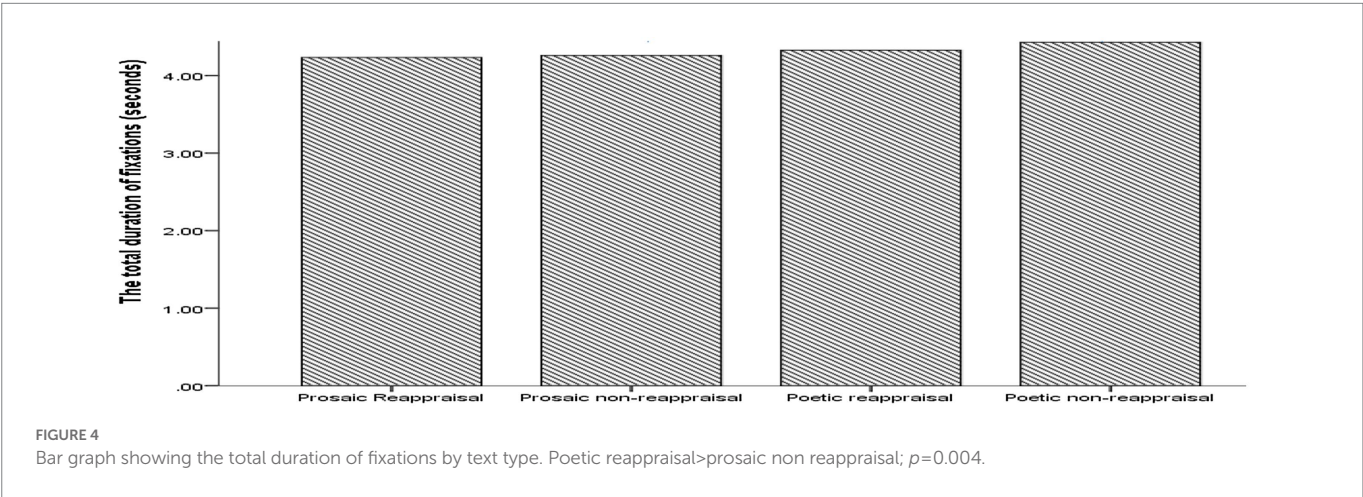 The total duration of fixations (seconds)
4.00
3.00
2.00
1.00
.00
Prosaic Reappraisal
Prosaic non-reappraisal
Poetic reappraisal
Poetic non-reappraisal
FIGURE 4
Bar graph showing the total duration of fixations by text type. Poetic reappraisal>prosaic non reappraisal; p=0.004.